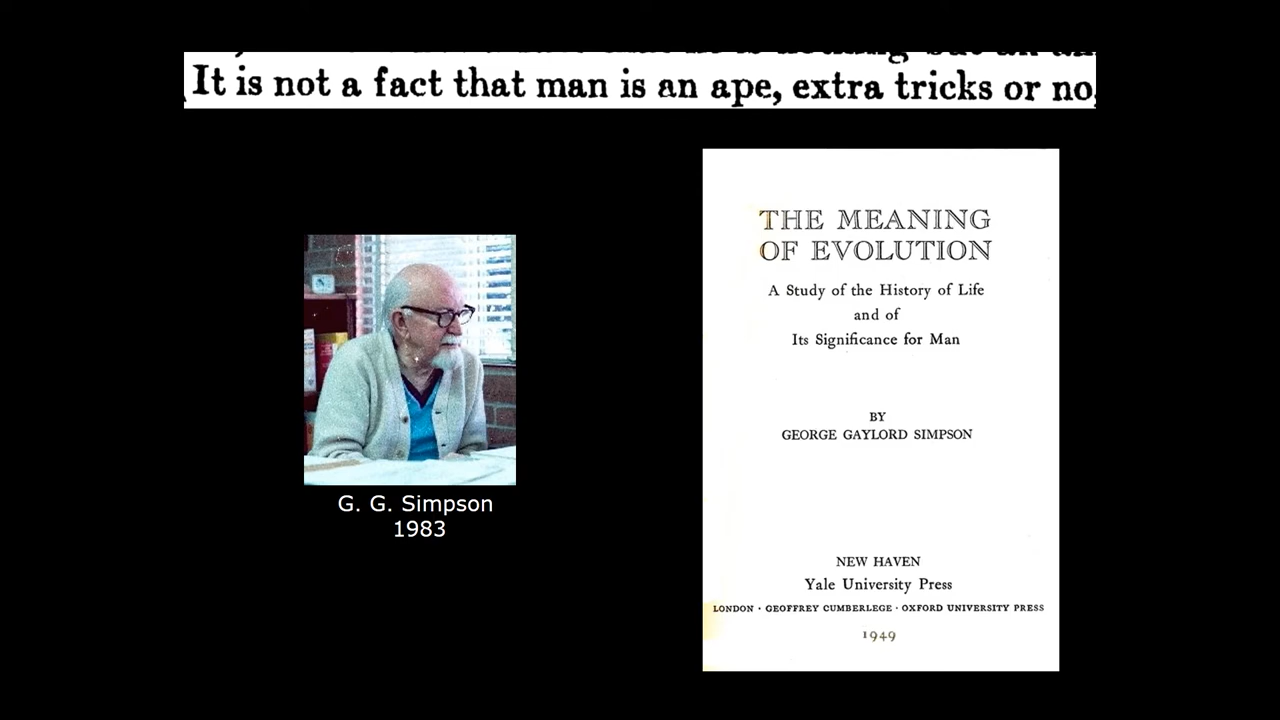 It is not a fact that man is an ape, extra tricks or no.
THE MEANING
OF EVOLUTION
A Study of the History of Life
and of
Its Significance for Man
BY
GEORGE GAYLORD SIMPSON
NEW HAVEN
Yale University Press
LONDON · GEOFFREY CUMBERLEGE · OXFORD UNIVERSITY PRESS
1949
G. G. Simpson
1983